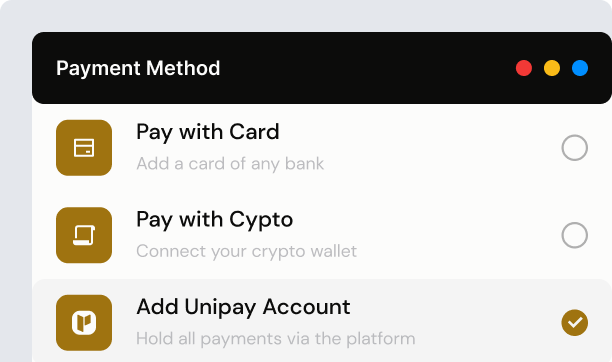 Payment Method
Pay with Card
Add a card of any bank
Pay with Cypto
Connect your crypto wallet
Add Unipay Account
Hold all payments via the platform